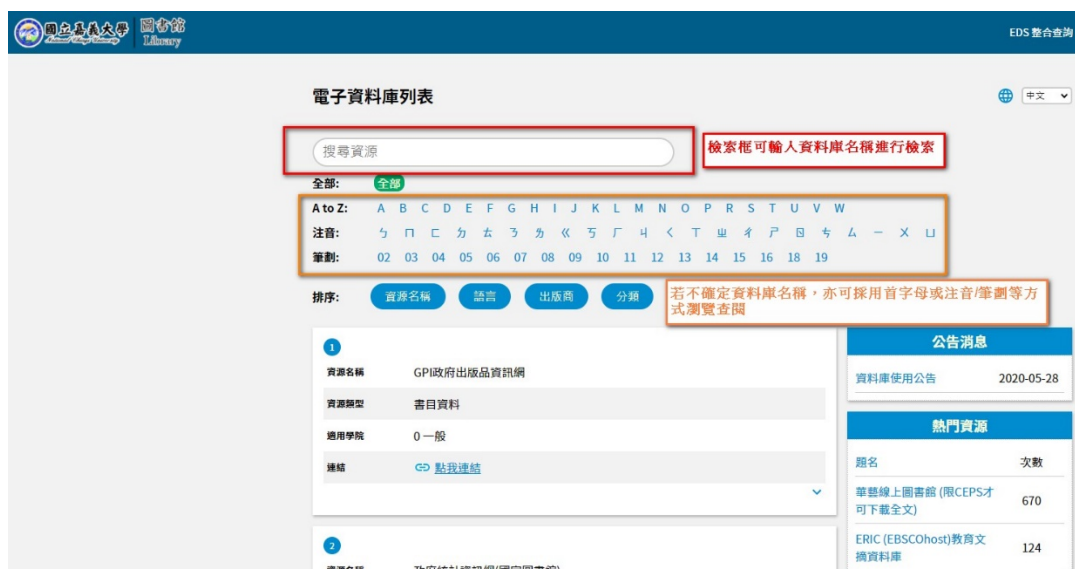 國立嘉義大學 圖書館
National Chiayi University Library
EDS 整合查詢
電子資料庫列表
中文
搜尋資源
檢索框可輸入資料庫名稱進行檢索
全部: 全部
A to Z: A B C D E F G H I J K L M N O P R S T U V W
注音: ㄅ ㄇ ㄈ ㄉ ㄊ ㄋ ㄌ ㄍ ㄎ ㄏ ㄐ ㄑ ㄒ ㄓ ㄔ ㄕ ㄖ ㄘ ㄙ ㄧ ㄨ ㄩ
筆劃: 02 03 04 05 06 07 08 09 10 11 12 13 14 15 16 18 19
排序: 資源名稱 語言 出版商 分類
若不確定資料庫名稱，亦可採用首字母或注音/筆劃等方
式瀏覽查閱
1
資源名稱 GPI政府出版品資訊網
資源類型 書目資料
適用學院 0 一般
連結 點我連結
2
公告消息
資料庫使用公告 2020-05-28
熱門資源
題名 次數
華藝線上圖書館 (限CEPS才
可下載全文) 670
ERIC (EBSCOhost)教育文
摘資料庫 124